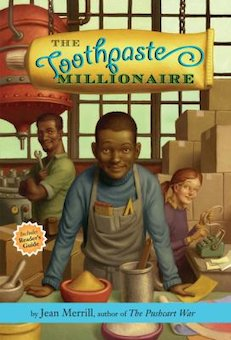 THE
Toothpaste
MILLIONAIRE
Includes
Reader's
Guide
by Jean Merrill, author of The Pushcart War